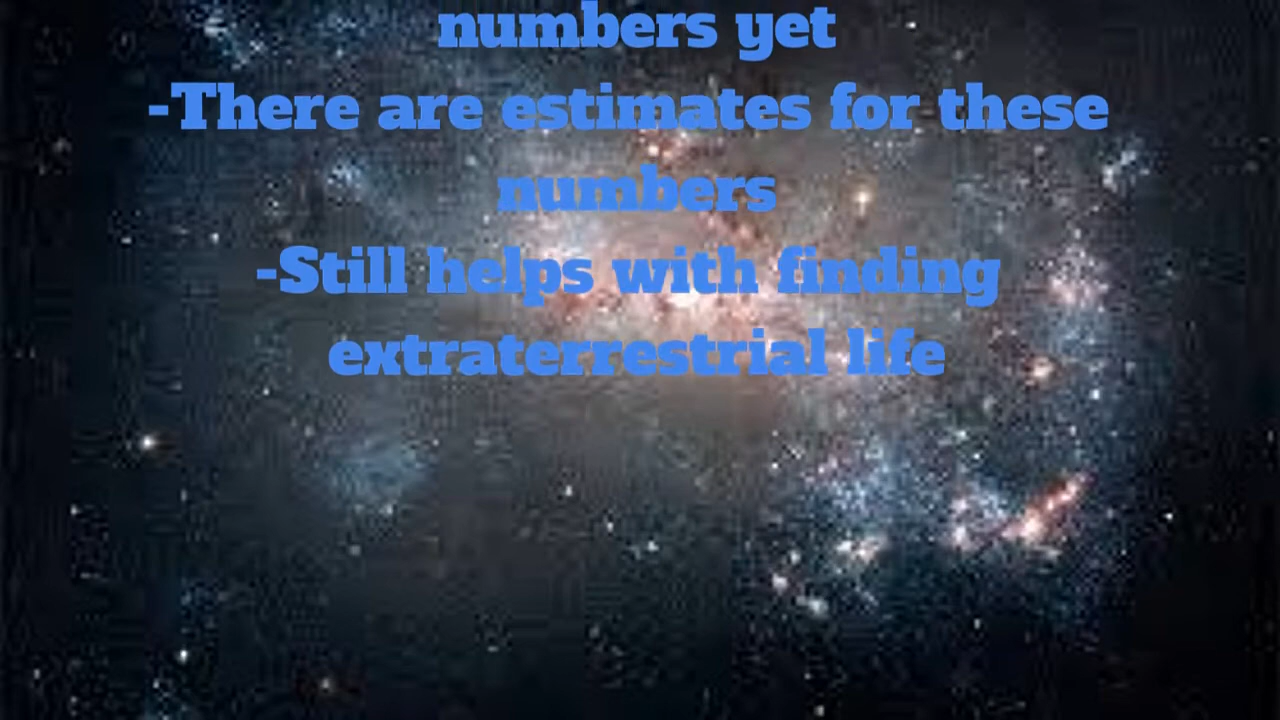 numbers yet
-There are estimates for these
numbers
-Still helps with finding
extraterrestrial life